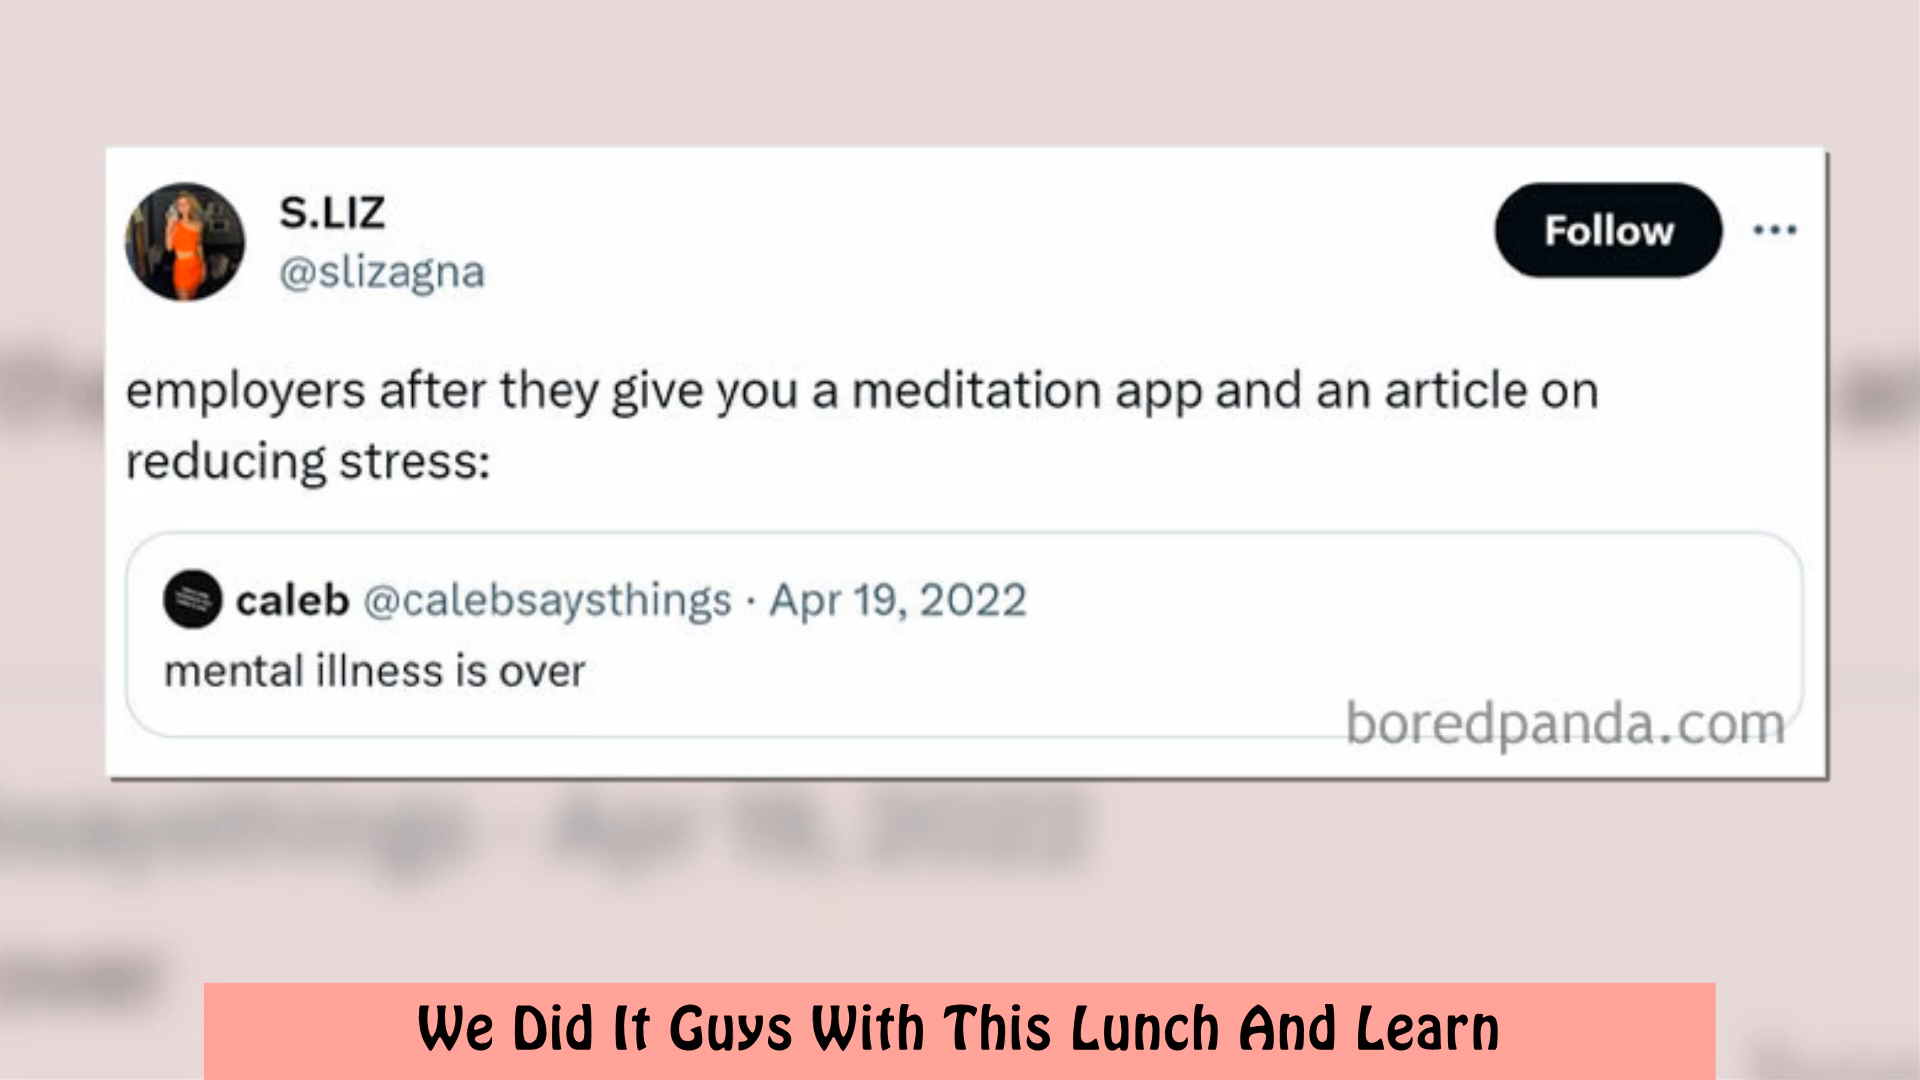 S.LIZ
@slizagna
Follow
employers after they give you a meditation app and an article on
reducing stress:
caleb @calebsaysthings · Apr 19, 2022
mental illness is over
boredpanda.com
We Did It Guys With This Lunch And Learn